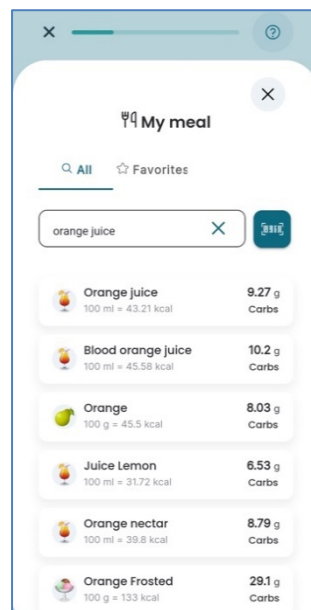 My meal
All Favorites
orange juice
Orange juice 9.27 g
100 ml = 43.21 kcal Carbs
Blood orange juice 10.2 g
100 ml = 45.58 kcal Carbs
Orange 8.03 g
100 g = 45.5 kcal Carbs
Juice Lemon 6.53 g
100 ml = 31.72 kcal Carbs
Orange nectar 8.79 g
100 ml = 39.8 kcal Carbs
Orange Frosted 29.1 g
100 g = 133 kcal Carbs